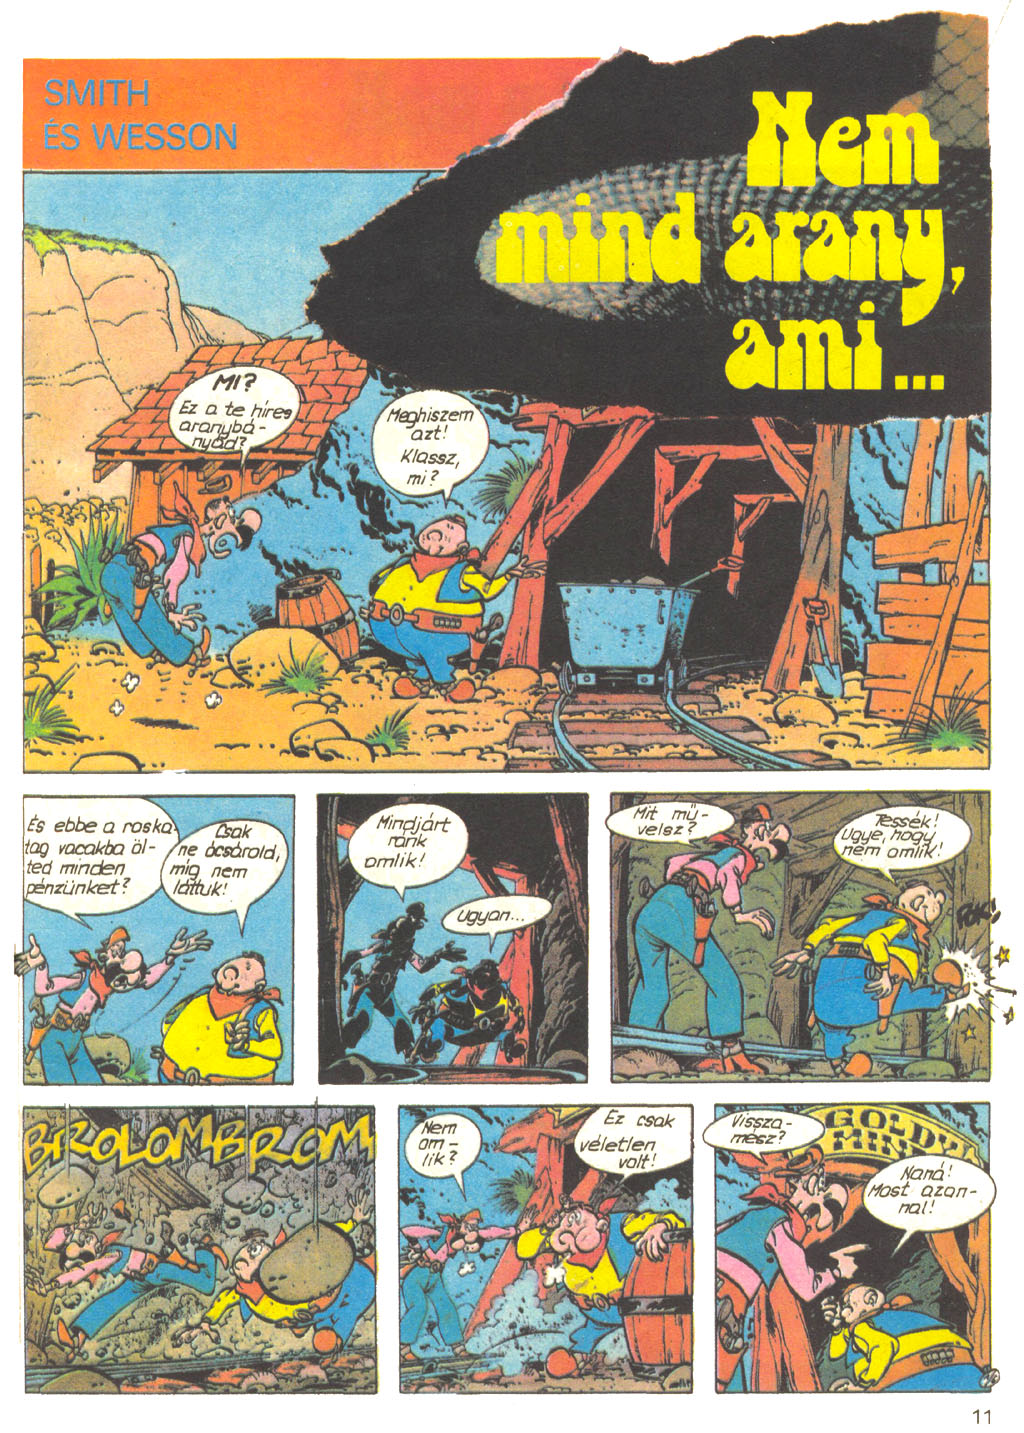 SMITH
ÉS WESSON
Nem
mind arany,
ami...
MI?
Ez a te híres
aranybá-
nyád?
Meghiszem
azt!
Klassz,
mi?
És ebbe a roska-
tag vacakba öl-
ted minden
pénzünket?
Csak
ne ócsárold,
míg nem
láttuk!
Mindjárt
ránk
omlik!
Ugyan...
Mit mű-
velsz?
Tessék!
Ugye, hogy
nem omlik!
POK!
BROLOMBROM
Nem
om-
lik?
Ez csak
véletlen
volt!
Vissza-
mész?
GOLDY
MINE
Naná!
Most azon-
nal!
11